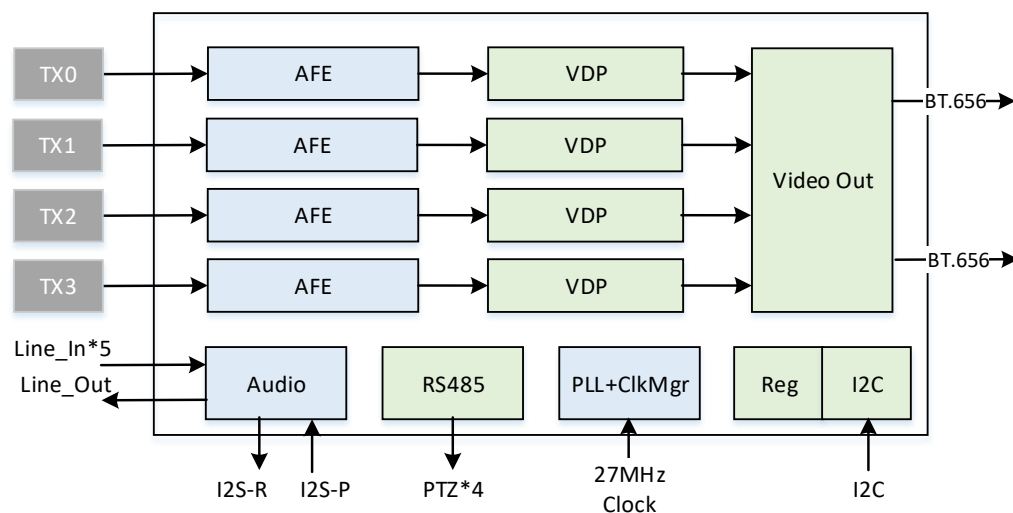 TX0
AFE
VDP
TX1
AFE
VDP
TX2
AFE
VDP
TX3
AFE
VDP
Video Out
BT.656
BT.656
Line_In*5
Line_Out
Audio
RS485
PLL+ClkMgr
Reg
I2C
I2S-R
I2S-P
PTZ*4
27MHz
Clock
I2C